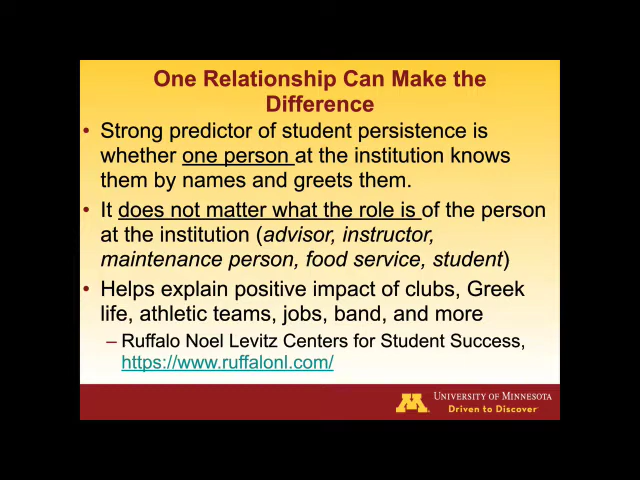 One Relationship Can Make the
Difference
• Strong predictor of student persistence is
whether one person at the institution knows
them by names and greets them.
• It does not matter what the role is of the person
at the institution (advisor, instructor,
maintenance person, food service, student)
• Helps explain positive impact of clubs, Greek
life, athletic teams, jobs, band, and more
– Ruffalo Noel Levitz Centers for Student Success,
https://www.ruffalonl.com/
M UNIVERSITY OF MINNESOTA
Driven to Discover